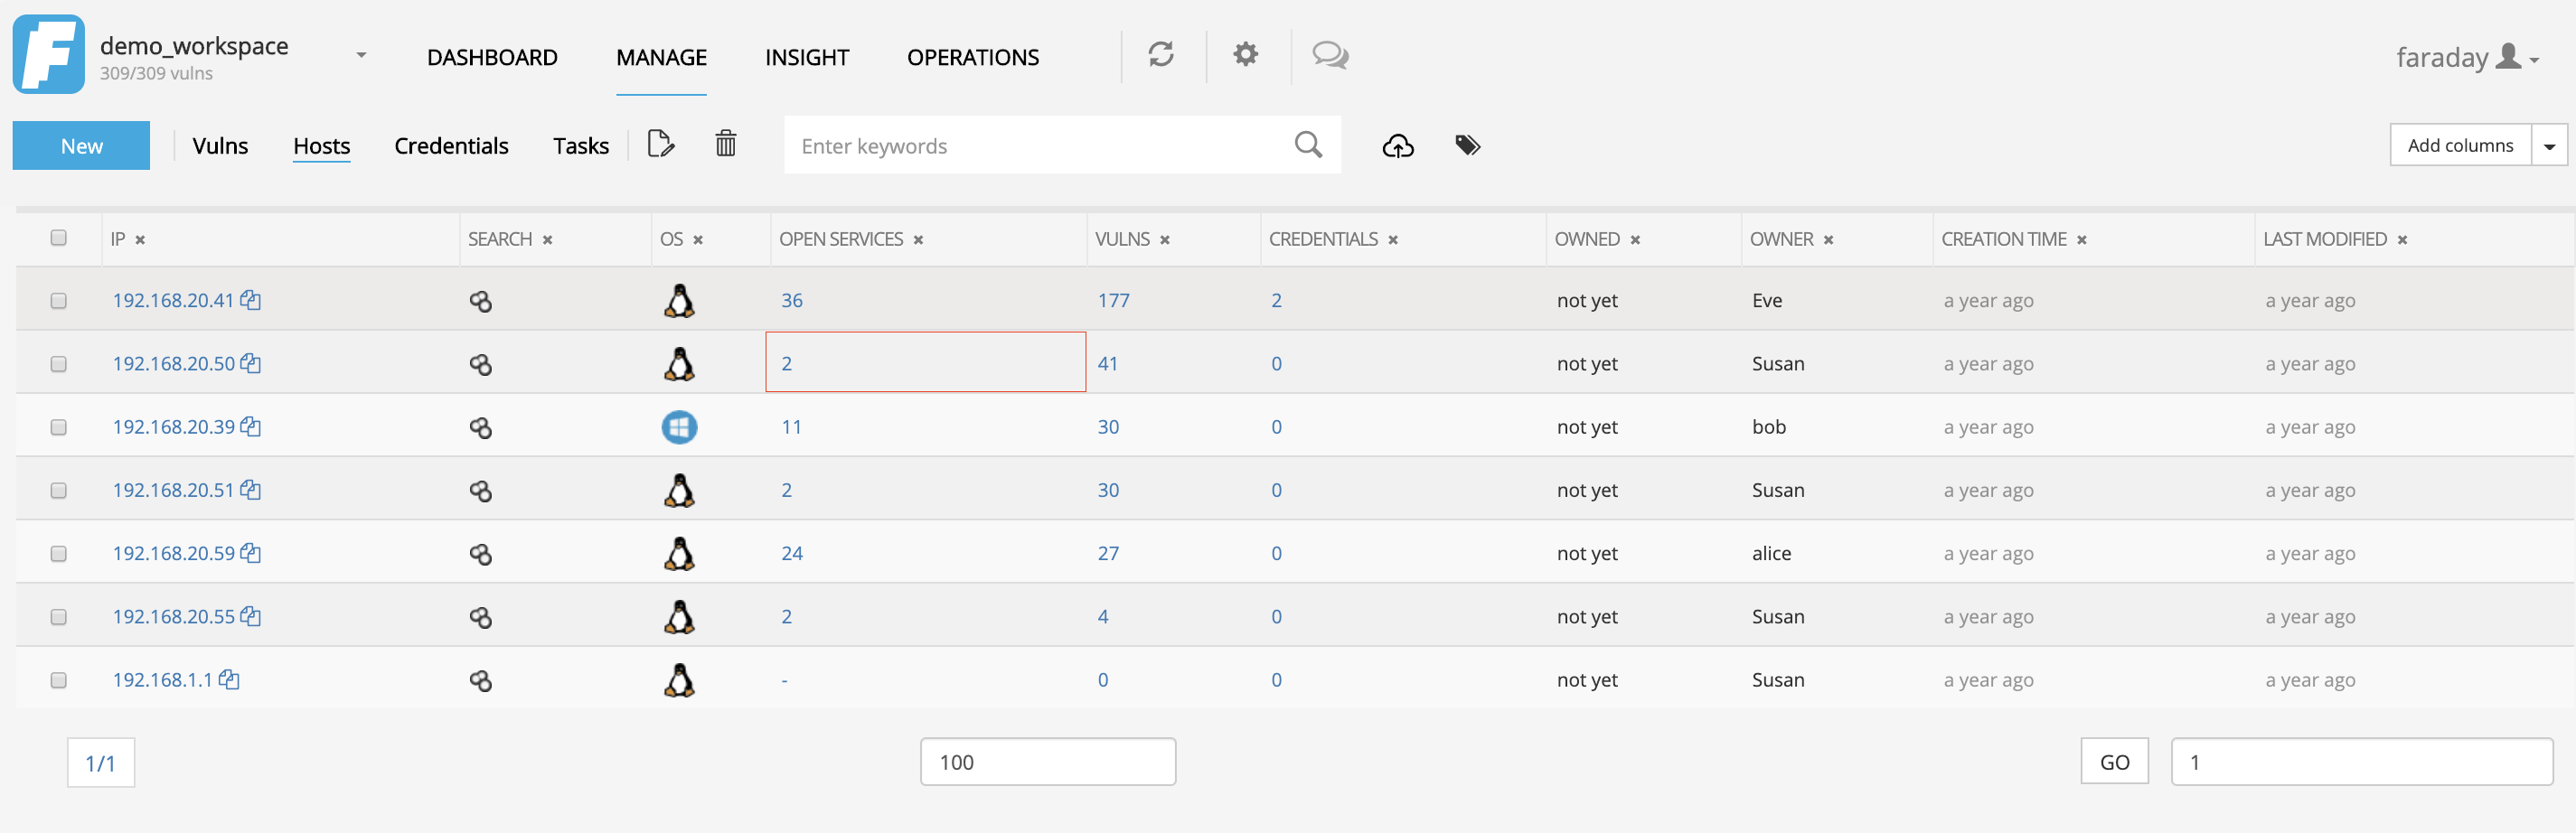 demo_workspace
309/309 vulns
DASHBOARD MANAGE INSIGHT OPERATIONS
faraday
New Vulns Hosts Credentials Tasks Enter keywords Add columns
IP × SEARCH × OS × OPEN SERVICES × VULNS × CREDENTIALS × OWNED × OWNER × CREATION TIME × LAST MODIFIED ×
192.168.20.41 36 177 2 not yet Eve a year ago a year ago
192.168.20.50 2 41 0 not yet Susan a year ago a year ago
192.168.20.39 11 30 0 not yet bob a year ago a year ago
192.168.20.51 2 30 0 not yet Susan a year ago a year ago
192.168.20.59 24 27 0 not yet alice a year ago a year ago
192.168.20.55 2 4 0 not yet Susan a year ago a year ago
192.168.1.1 - 0 0 not yet Susan a year ago a year ago
1/1 100 GO 1